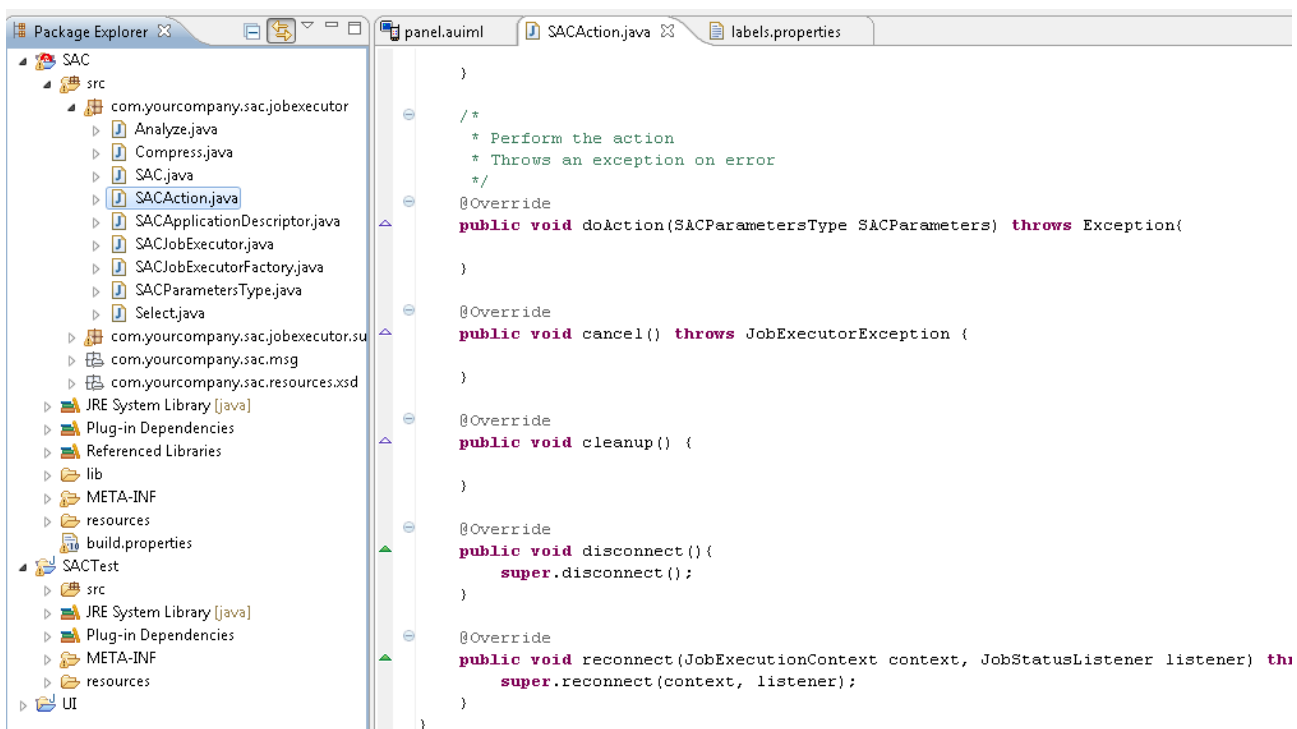 Package Explorer
SAC
src
com.yourcompany.sac.jobexecutor
Analyze.java
Compress.java
SAC.java
SACAction.java
SACApplicationDescriptor.java
SACJobExecutor.java
SACJobExecutorFactory.java
SACParametersType.java
Select.java
com.yourcompany.sac.jobexecutor.su
com.yourcompany.sac.msg
com.yourcompany.sac.resources.xsd
JRE System Library [java]
Plug-in Dependencies
Referenced Libraries
lib
META-INF
resources
build.properties
SACTest
src
JRE System Library [java]
Plug-in Dependencies
META-INF
resources
UI
panel.auiml
SACAction.java
labels.properties
}
/*
* Perform the action
* Throws an exception on error
*/
@Override
public void doAction(SACParametersType SACParameters) throws Exception{
}
@Override
public void cancel() throws JobExecutorException {
}
@Override
public void cleanup() {
}
@Override
public void disconnect(){
super.disconnect();
}
@Override
public void reconnect(JobExecutionContext context, JobStatusListener listener) thr
super.reconnect(context, listener);
}
}